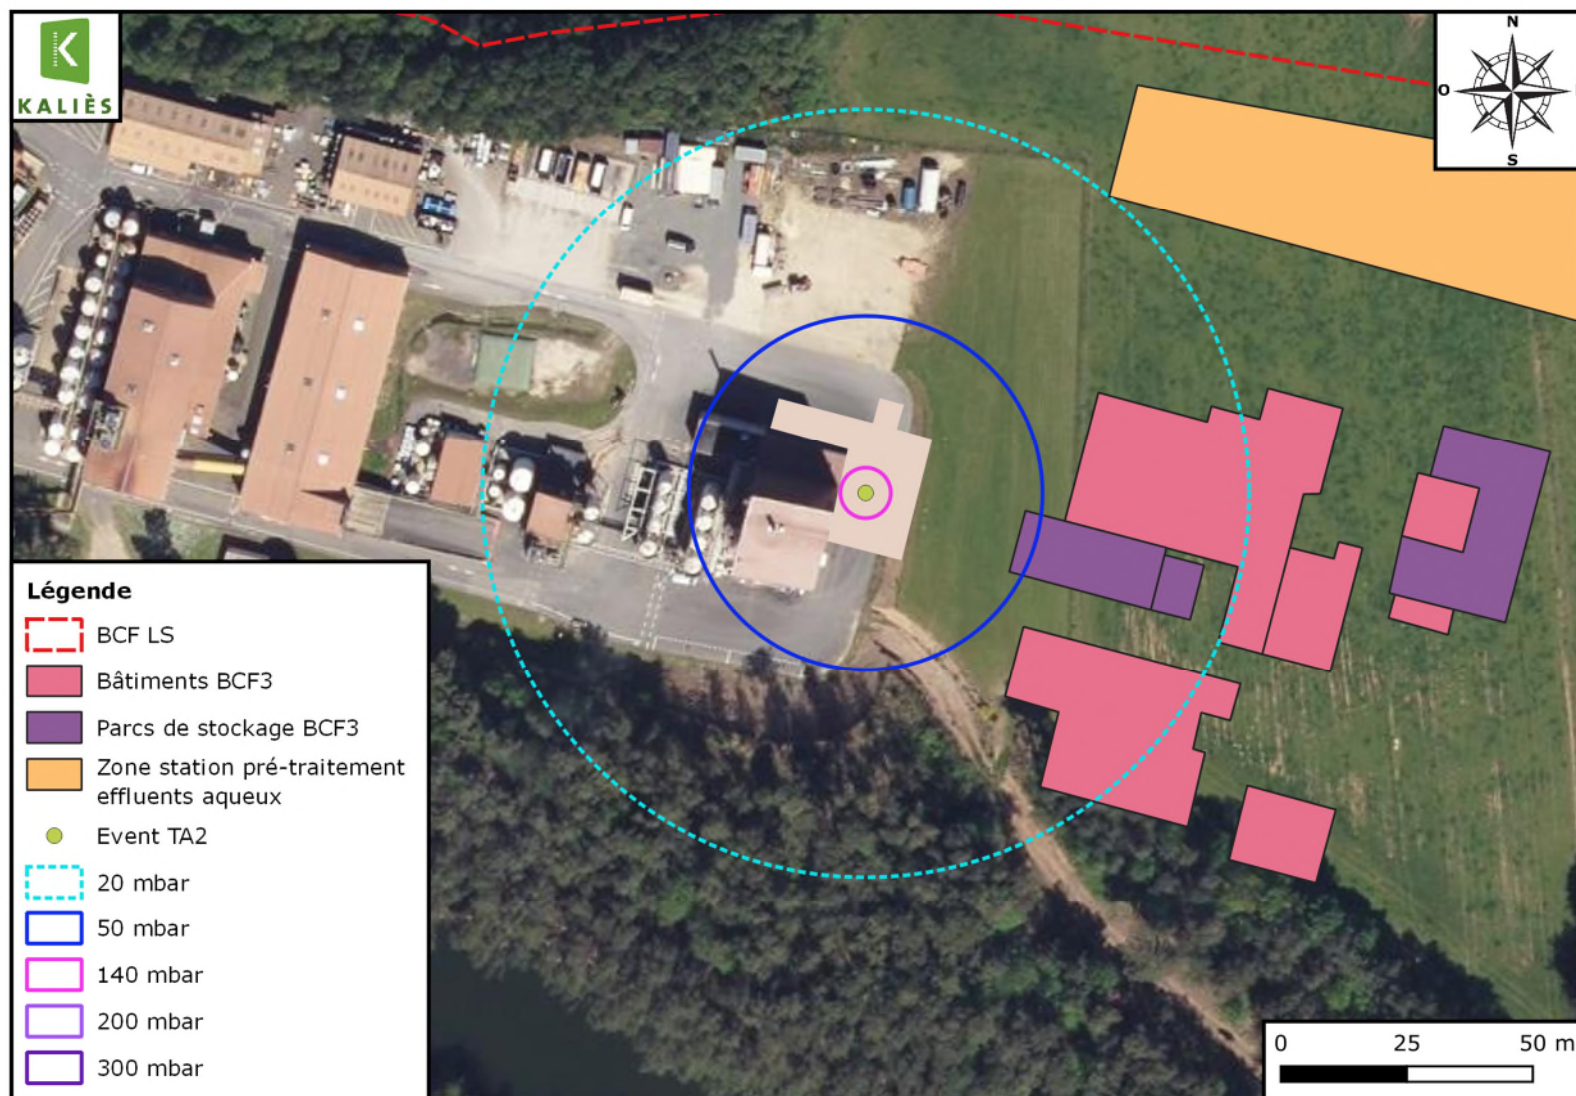 KALIÈS
N
O
S
Légende
BCF LS
Bâtiments BCF3
Parcs de stockage BCF3
Zone station pré-traitement
effluents aqueux
Event TA2
20 mbar
50 mbar
140 mbar
200 mbar
300 mbar
0 25 50 m